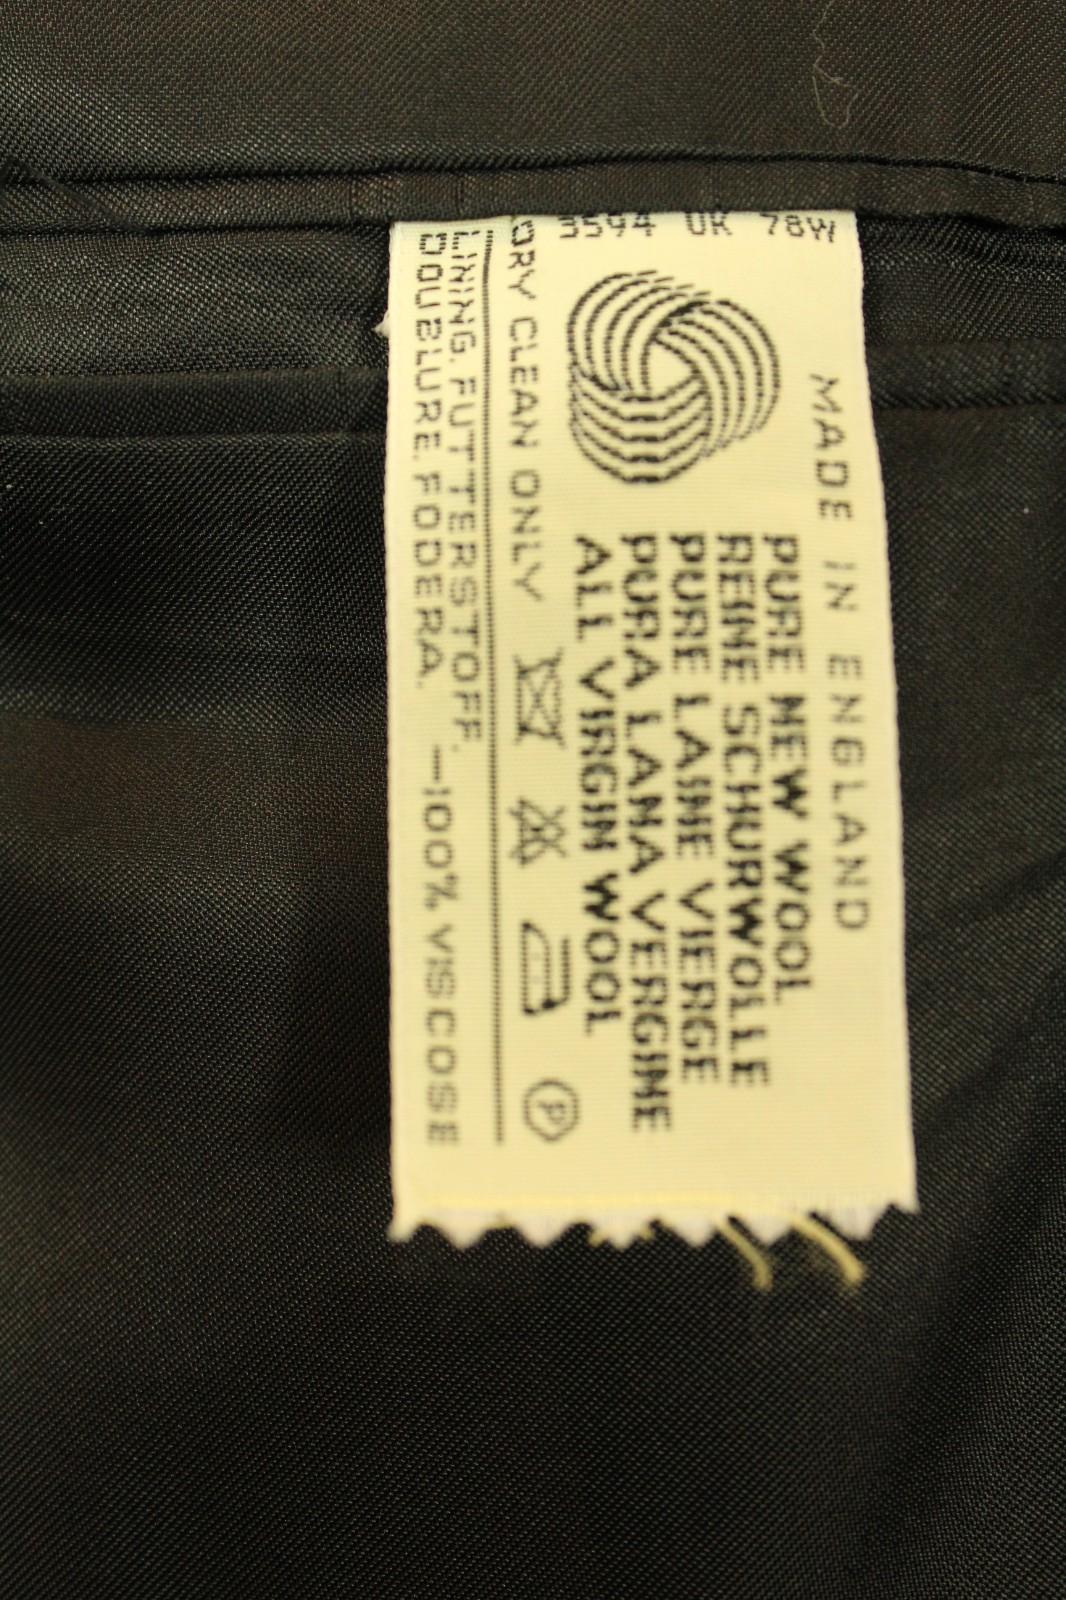 3594 UK 78W
MADE IN ENGLAND
PURE NEW WOOL
REINE SCHURWOLLE
PURE LAINE VIERGE
PURA LANA VERGINE
ALL VIRGIN WOOL
DRY CLEAN ONLY P
LINING. FUTTERSTOFF.
DOUBLURE. FODERA. —100% VISCOSE